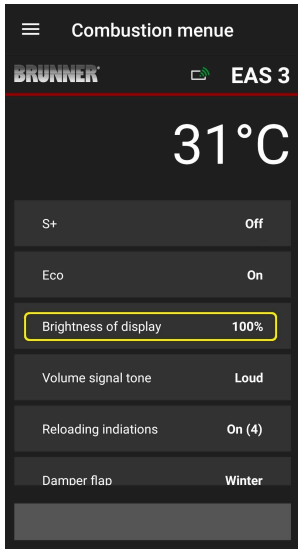 Combustion menue
BRUNNER EAS 3
31°C
S+ Off
Eco On
Brightness of display 100%
Volume signal tone Loud
Reloading indiations On (4)
Damper flap Winter